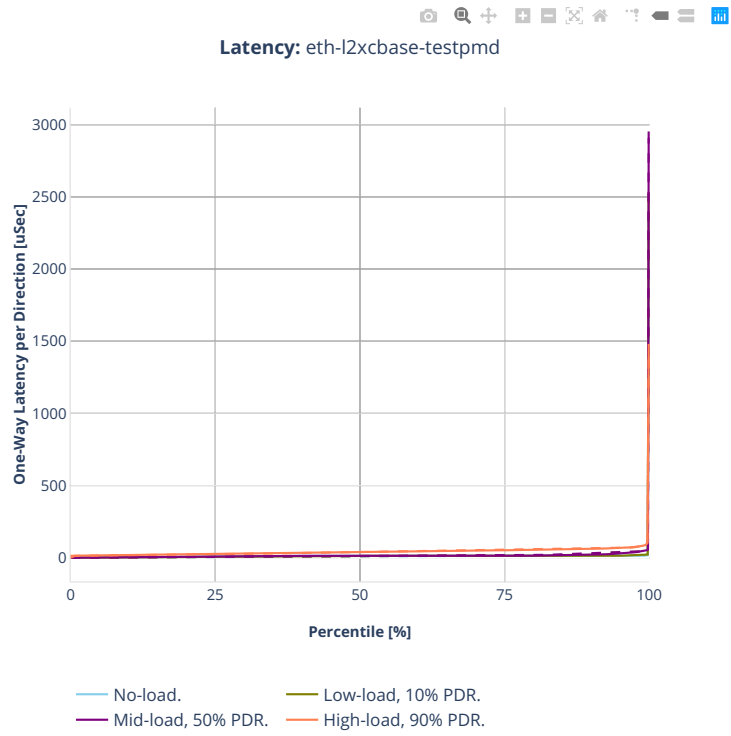 Latency: eth-l2xcbase-testpmd
3000
2500
2000
1500
1000
500
0
One-Way Latency per Direction [uSec]
0 25 50 75 100
Percentile [%]
No-load. Low-load, 10% PDR.
Mid-load, 50% PDR. High-load, 90% PDR.